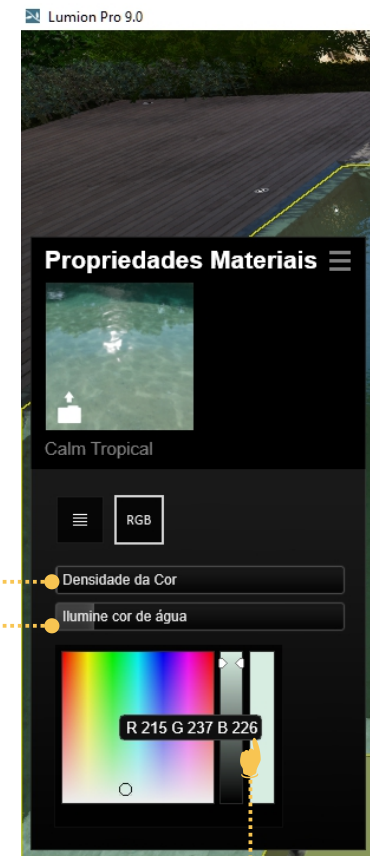 Lumion Pro 9.0
Propriedades Materiais
Calm Tropical
RGB
Densidade da Cor
Ilumine cor de água
R 215 G 237 B 226